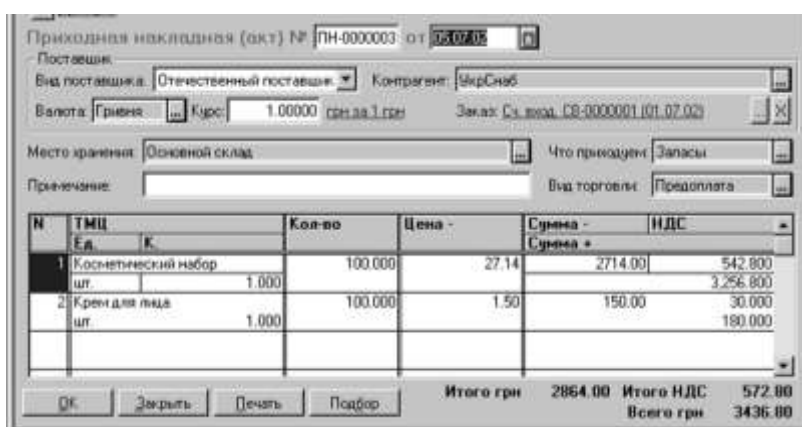 Приходная накладная (акт) № ПН-0000003 от 05.07.02
Поставщик
Вид поставщика: Отечественный поставщик Контрагент: УкрСнаб ...
Валюта: Гривня ... Курс: 1.00000 грн за 1 грн Заказ: Сч. вход. СВ-0000001 (01.07.02) ... X
Место хранения: Основной склад ... Что приходуем: Запасы ...
Примечание: Вид торговли: Предоплата ...
N ТМЦ Кол-во Цена - Сумма - НДС
Ед. К. Сумма +
1 Косметический набор 100.000 27.14 2714.00 542.800
шт. 1.000 3,256.800
2 Крем для лица 100.000 1.50 150.00 30.000
шт. 1.000 180.000
OK Закрыть Печать Подбор Итого грн 2864.00 Итого НДС 572.80
Всего грн 3436.80